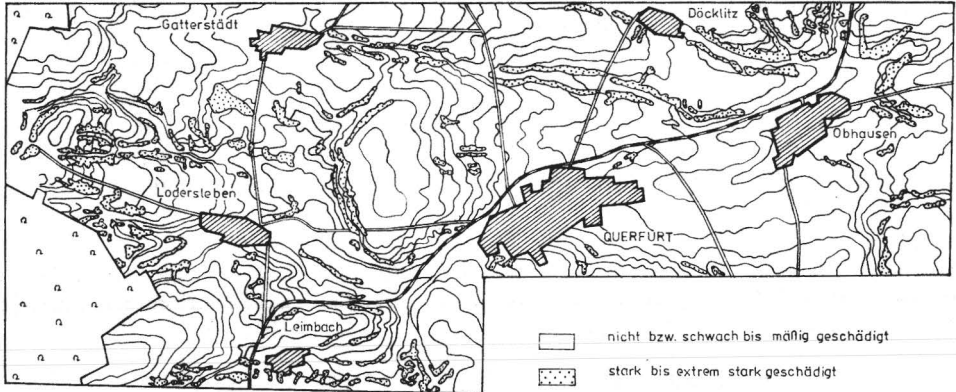 Gatterstädt
Döcklitz
Obhausen
Lodersleben
QUERFURT
Leimbach
nicht bzw. schwach bis mäßig geschädigt
stark bis extrem stark geschädigt